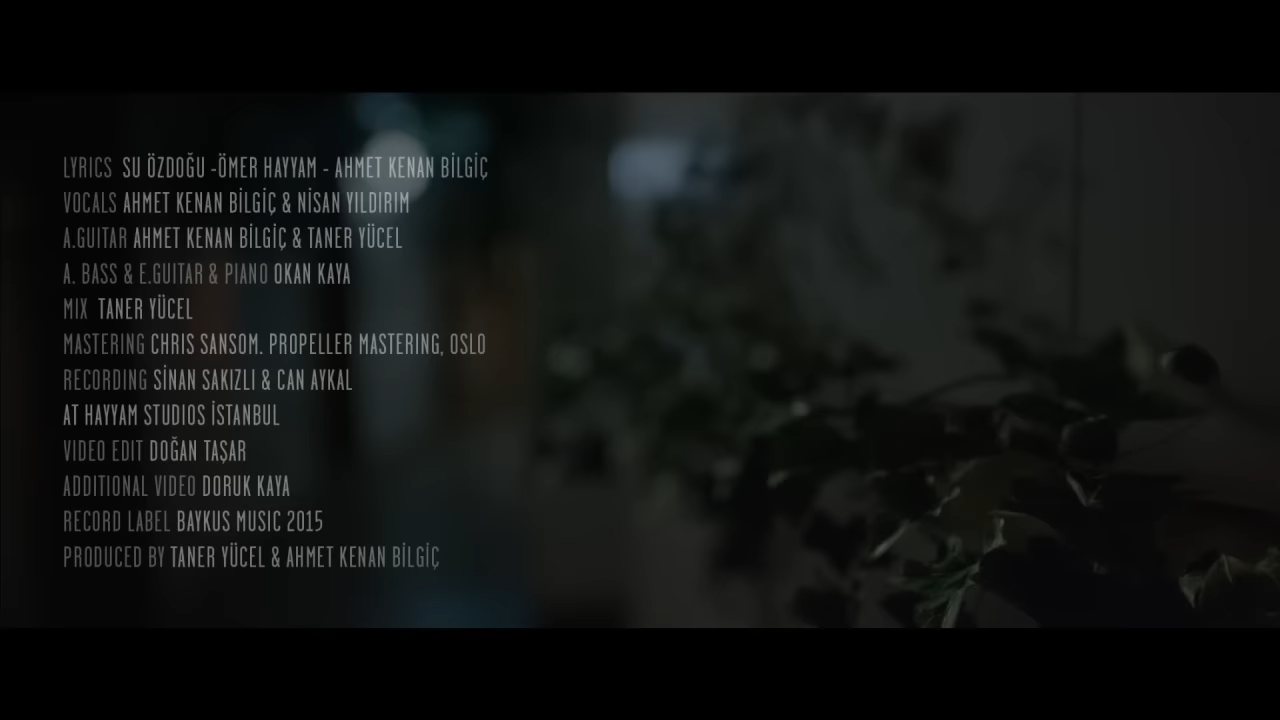 LYRICS SU ÖZDOĞU -ÖMER HAYYAM - AHMET KENAN BİLGİÇ
VOCALS AHMET KENAN BİLGİÇ & NİSAN YILDIRIM
A.GUITAR AHMET KENAN BİLGİÇ & TANER YÜCEL
A. BASS & E.GUITAR & PIANO OKAN KAYA
MIX TANER YÜCEL
MASTERING CHRIS SANSOM. PROPELLER MASTERING, OSLO
RECORDING SİNAN SAKIZLI & CAN AYKAL
AT HAYYAM STUDIOS İSTANBUL
VIDEO EDIT DOĞAN TAŞAR
ADDITIONAL VIDEO DORUK KAYA
RECORD LABEL BAYKUS MUSIC 2015
PRODUCED BY TANER YÜCEL & AHMET KENAN BİLGİÇ